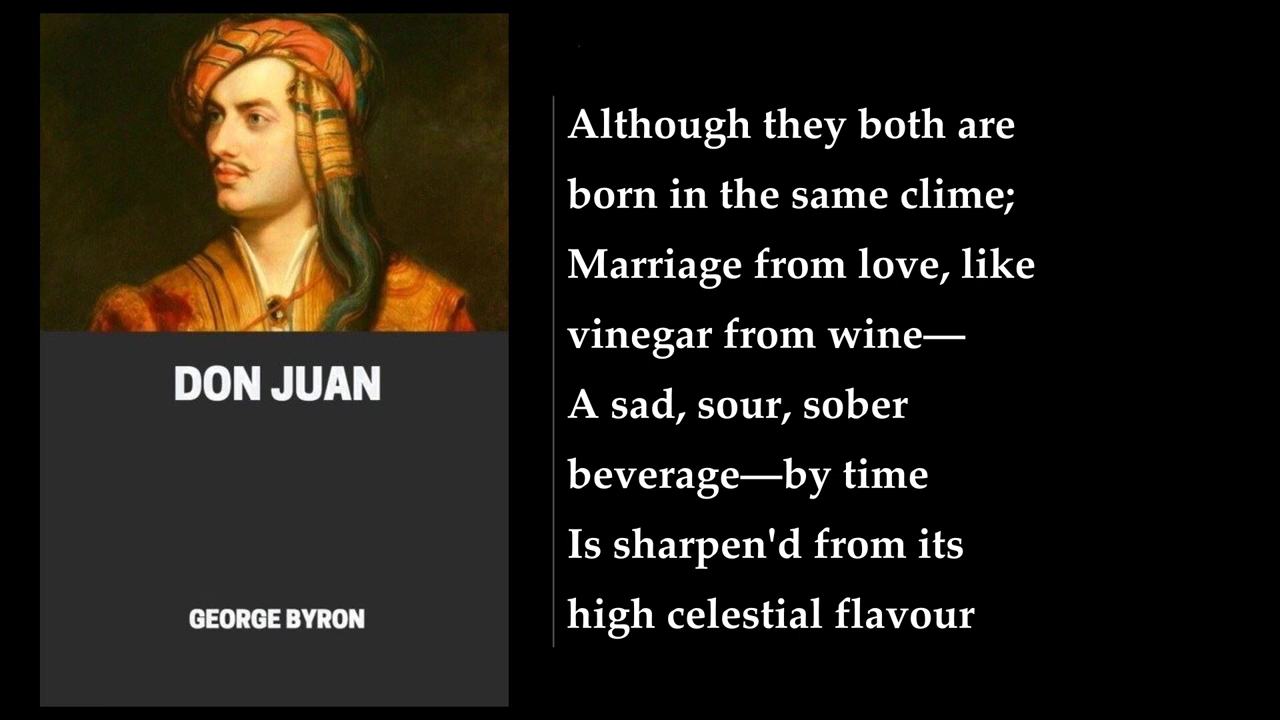 DON JUAN
GEORGE BYRON
Although they both are
born in the same clime;
Marriage from love, like
vinegar from wine—
A sad, sour, sober
beverage—by time
Is sharpen'd from its
high celestial flavour